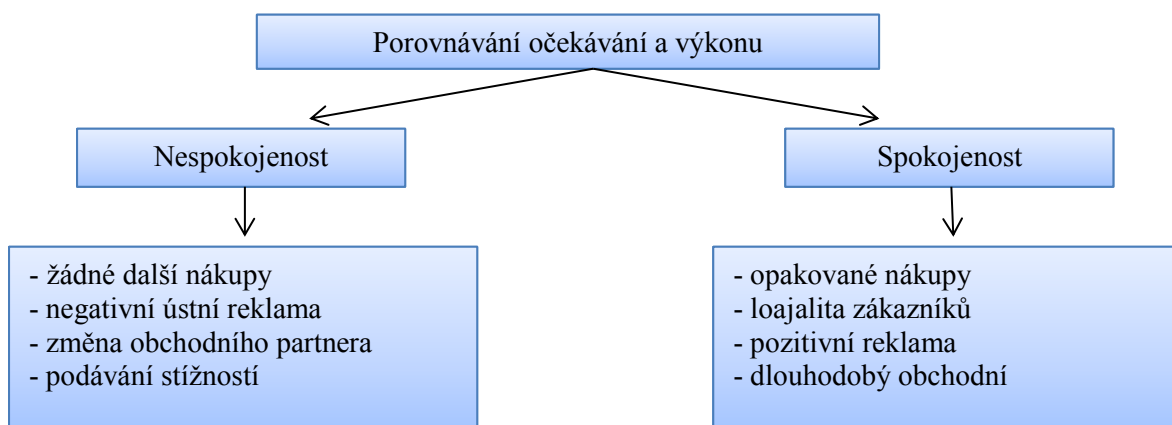 Porovnávání očekávání a výkonu
Nespokojenost
Spokojenost
- žádné další nákupy
- negativní ústní reklama
- změna obchodního partnera
- podávání stížností
- opakované nákupy
- loajalita zákazníků
- pozitivní reklama
- dlouhodobý obchodní